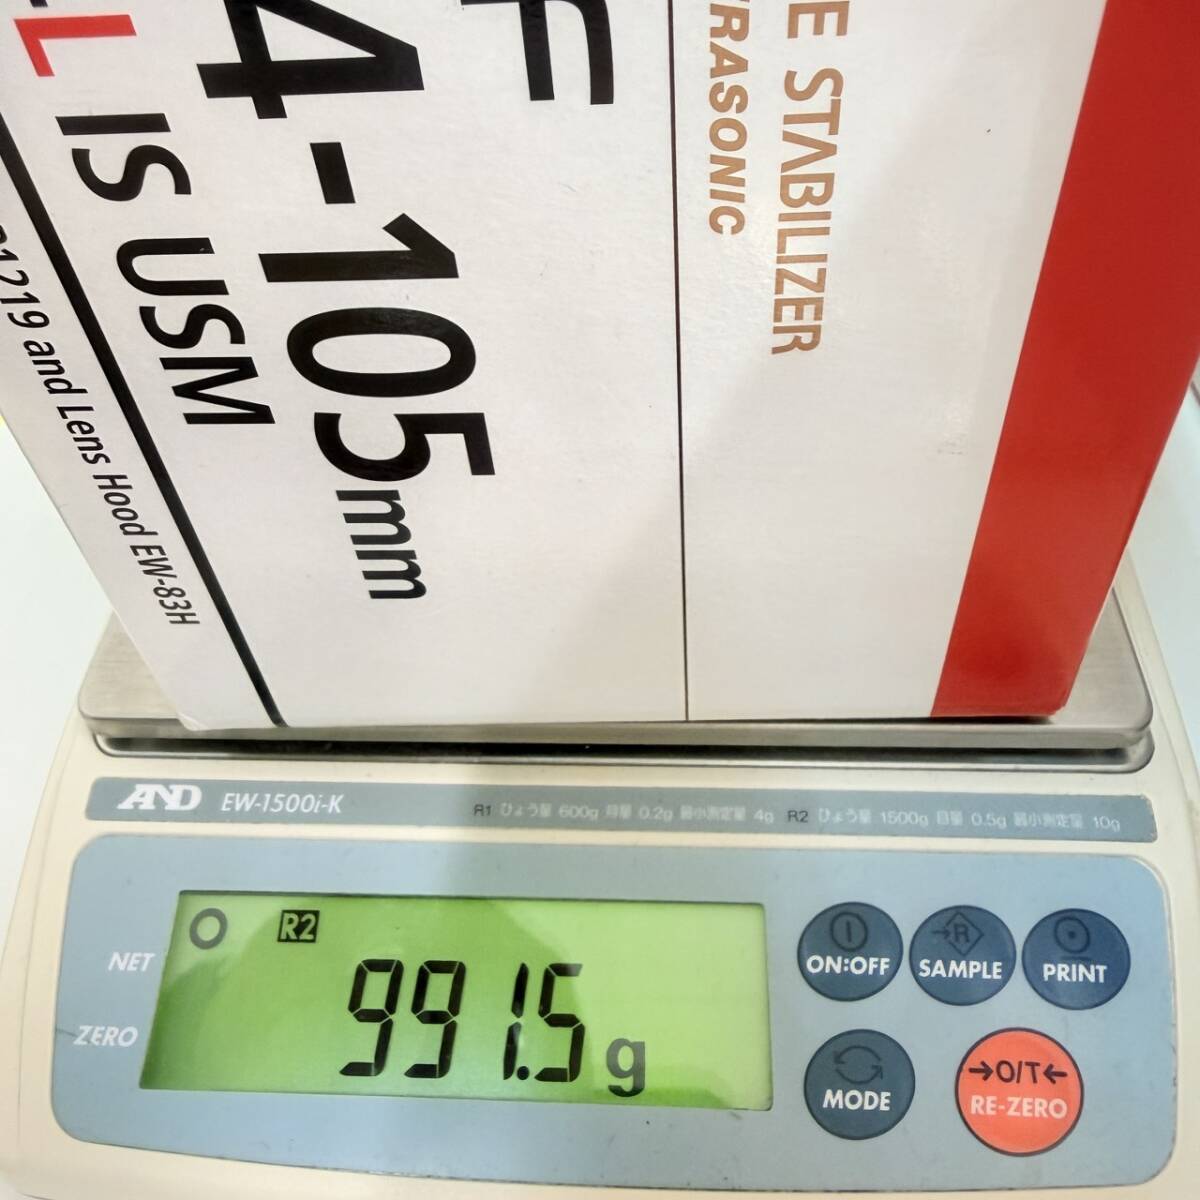 E STABILIZER
RASONIC
F
4-105mm
L IS USM
1219 and Lens Hood EW-83H
AND EW-1500i-K R1 ひょう量 600g 目量 0.2g 最小測定量 4g R2 ひょう量 1500g 目量 0.5g 最小測定量 10g
R2
NET
991.5 g
ZERO
ON:OFF
→R
SAMPLE
PRINT
MODE
→O/T←
RE-ZERO